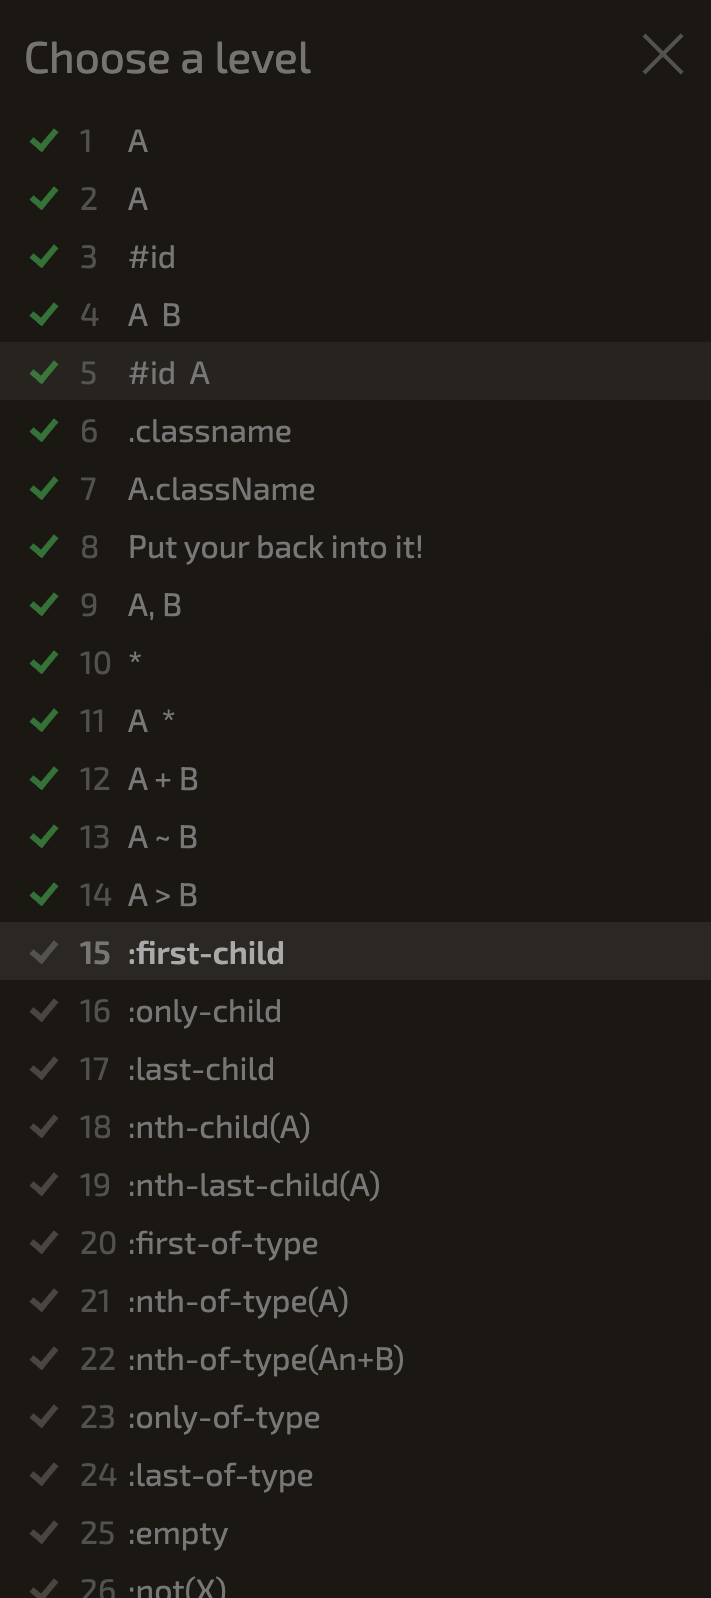 Choose a level
1 A
2 A
3 #id
4 A B
5 #id A
6 .classname
7 A.className
8 Put your back into it!
9 A, B
10 *
11 A *
12 A + B
13 A ~ B
14 A > B
15 :first-child
16 :only-child
17 :last-child
18 :nth-child(A)
19 :nth-last-child(A)
20 :first-of-type
21 :nth-of-type(A)
22 :nth-of-type(An+B)
23 :only-of-type
24 :last-of-type
25 :empty
26 :not(X)